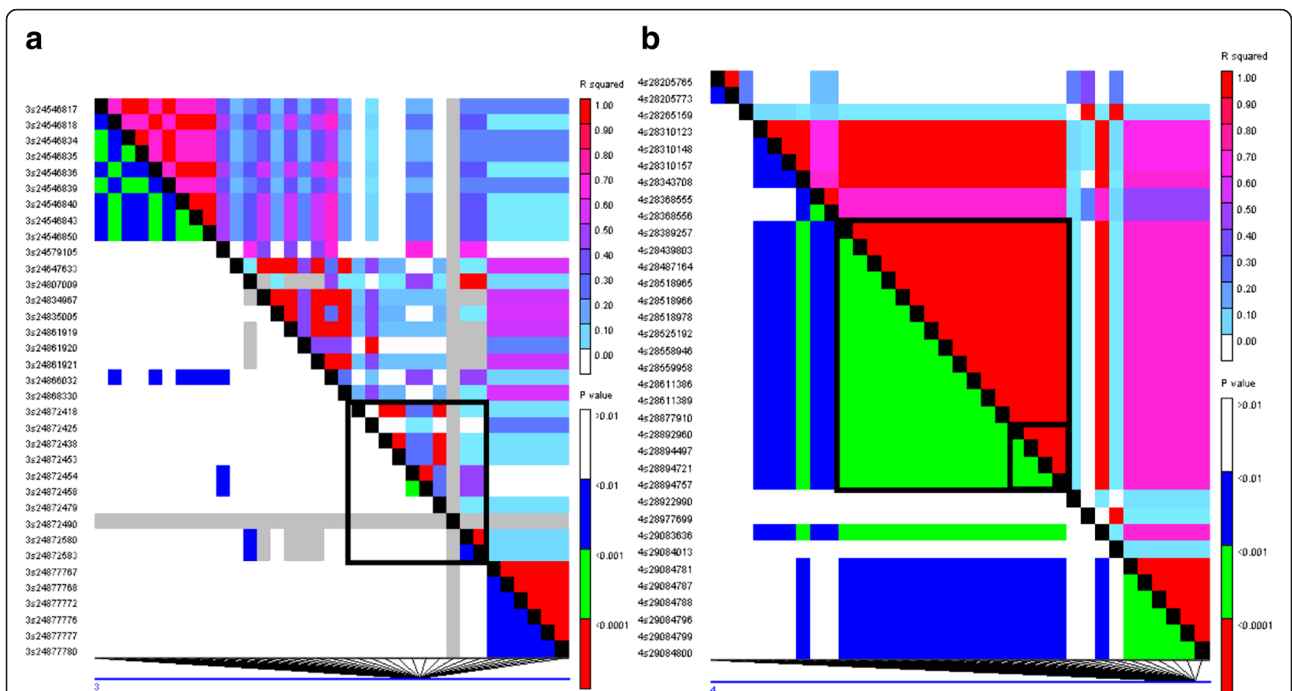 a
3s24546817
3s24546818
3s24546834
3s24546835
3s24546836
3s24546839
3s24546840
3s24546843
3s24546850
3s24579105
3s24647633
3s24807009
3s24834967
3s24835005
3s24861919
3s24861920
3s24861921
3s24866032
3s24868330
3s24872418
3s24872425
3s24872438
3s24872453
3s24872454
3s24872458
3s24872479
3s24872490
3s24872580
3s24872583
3s24877767
3s24877768
3s24877772
3s24877776
3s24877777
3s24877780
3
R squared
1.00
0.90
0.80
0.70
0.60
0.50
0.40
0.30
0.20
0.10
0.00
P value
>0.01
<0.01
<0.001
<0.0001
b
4s28205765
4s28205773
4s28265159
4s28310123
4s28310148
4s28310157
4s28343708
4s28368555
4s28368556
4s28389257
4s28439803
4s28487164
4s28518965
4s28518966
4s28518978
4s28525192
4s28558946
4s28559958
4s28611386
4s28611389
4s28877910
4s28892960
4s28894497
4s28894721
4s28894757
4s28922990
4s28977699
4s29083636
4s29084013
4s29084781
4s29084787
4s29084788
4s29084796
4s29084799
4s29084800
4
R squared
1.00
0.90
0.80
0.70
0.60
0.50
0.40
0.30
0.20
0.10
0.00
P value
>0.01
<0.01
<0.001
<0.0001